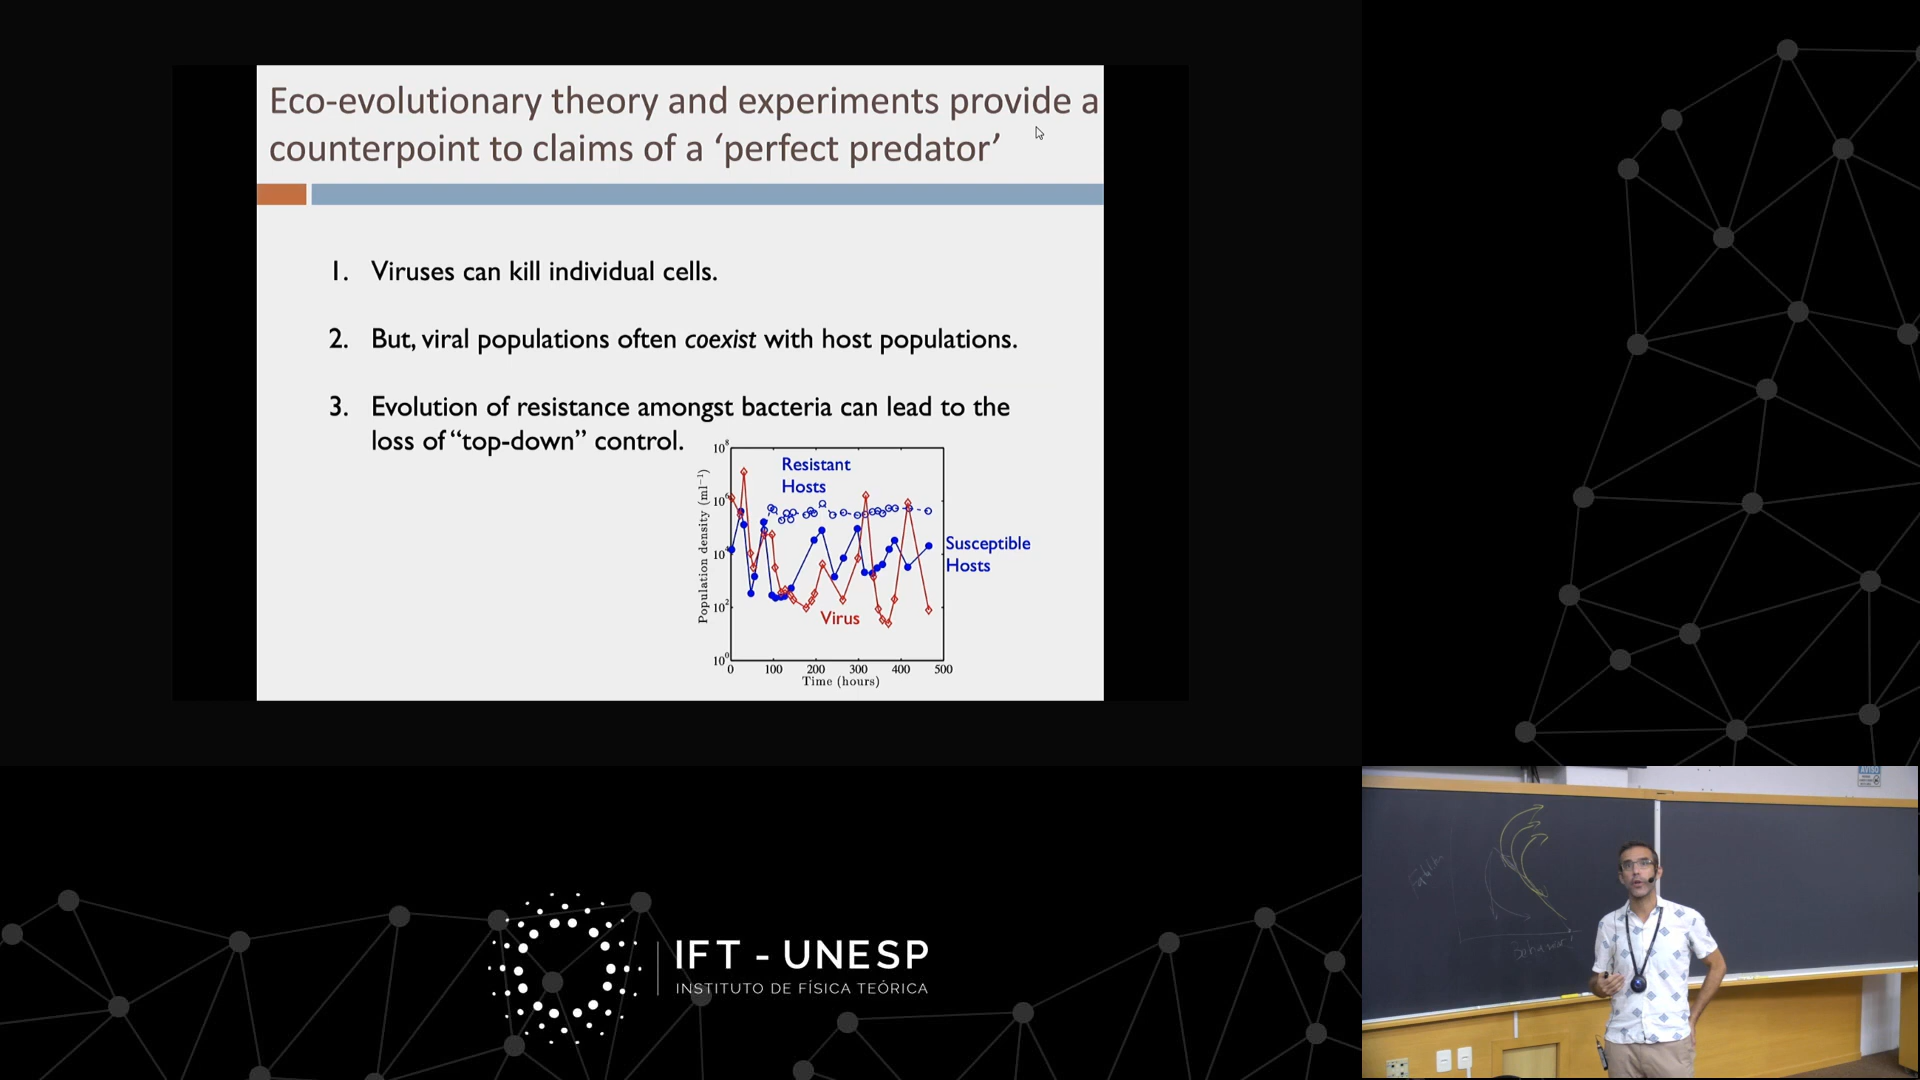 Eco-evolutionary theory and experiments provide a
counterpoint to claims of a ‘perfect predator’
1. Viruses can kill individual cells.
2. But, viral populations often coexist with host populations.
3. Evolution of resistance amongst bacteria can lead to the
loss of “top-down” control.
Population density (ml⁻¹)
10⁸
10⁶
10⁴
10²
10⁰
Resistant
Hosts
Susceptible
Hosts
Virus
0 100 200 300 400 500
Time (hours)
IFT - UNESP
INSTITUTO DE FÍSICA TEÓRICA